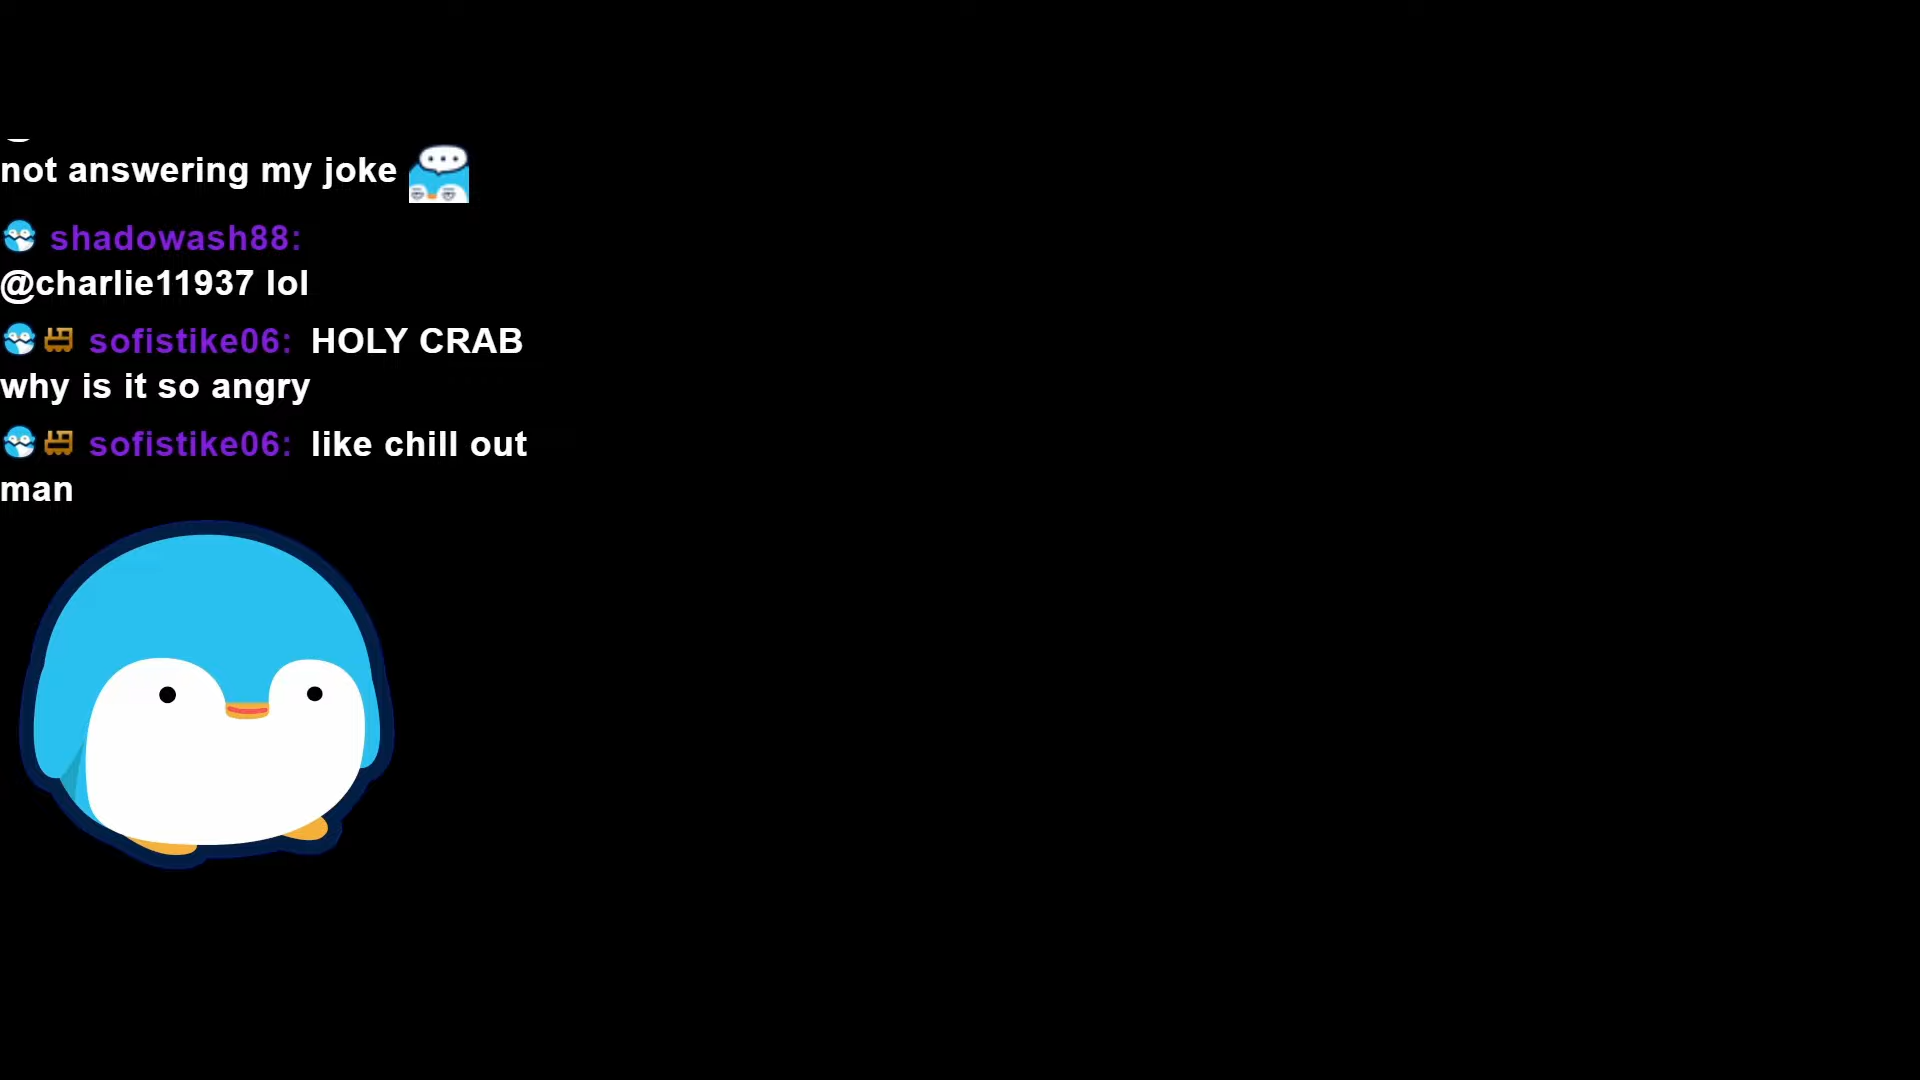 not answering my joke
shadowash88:
@charlie11937 lol
sofistike06: HOLY CRAB
why is it so angry
sofistike06: like chill out
man